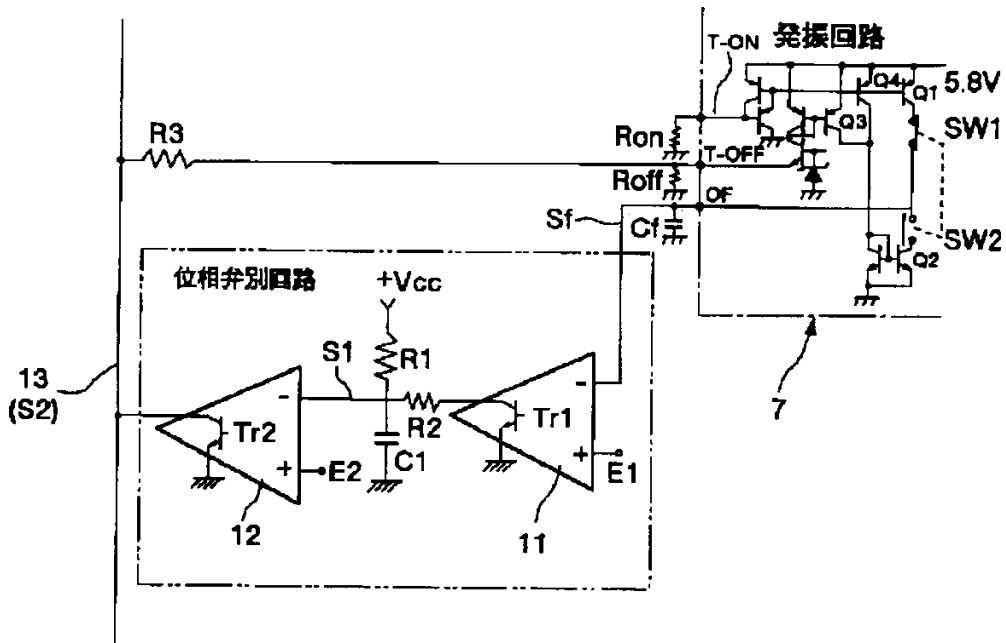 発振回路
T-ON
5.8V
Q4
Q1
Q3
SW1
R3
Ron
T-OFF
Roff
OF
Sf
Cf
SW2
Q2
7
位相弁別回路
+Vcc
R1
S1
R2
C1
13
(S2)
Tr2
E2
12
Tr1
E1
11
-
+
-
+